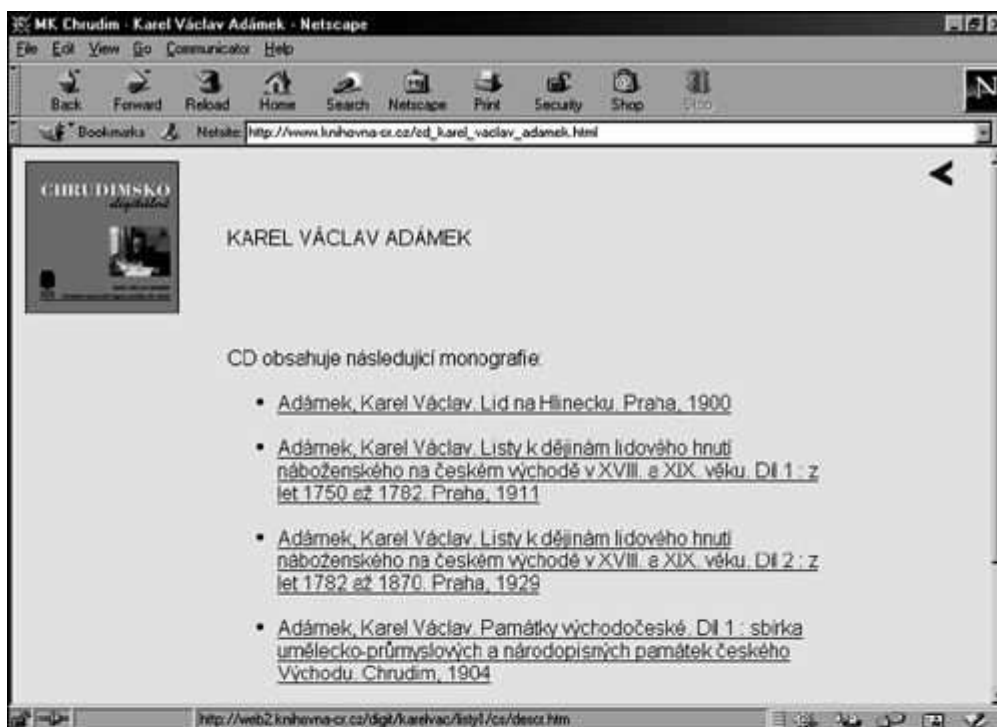 MK Chrudim - Karel Václav Adámek - Netscape
File Edit View Go Communicator Help
Back Forward Reload Home Search Netscape Print Security Shop Stop
Bookmarks Netsite: http://www.knihovna-cr.cz/cd_karel_vaclav_adamek.html
CHRUDIMSKO
digitálně
KAREL VÁCLAV ADÁMEK
CD obsahuje následující monografie:
• Adámek, Karel Václav. Lid na Hlinecku. Praha, 1900
• Adámek, Karel Václav. Listy k dějinám lidového hnutí
náboženského na českém východě v XVIII. a XIX. věku. Díl 1 : z
let 1750 až 1782. Praha, 1911
• Adámek, Karel Václav. Listy k dějinám lidového hnutí
náboženského na českém východě v XVIII. a XIX. věku. Díl 2 : z
let 1782 až 1870. Praha, 1929
• Adámek, Karel Václav. Památky východočeské. Díl 1 : sbírka
umělecko-průmyslových a národopisných památek českého
Východu. Chrudim, 1904
http://web2.knihovna-cr.cz/digit/karelvac/listy1/cs/descr.htm